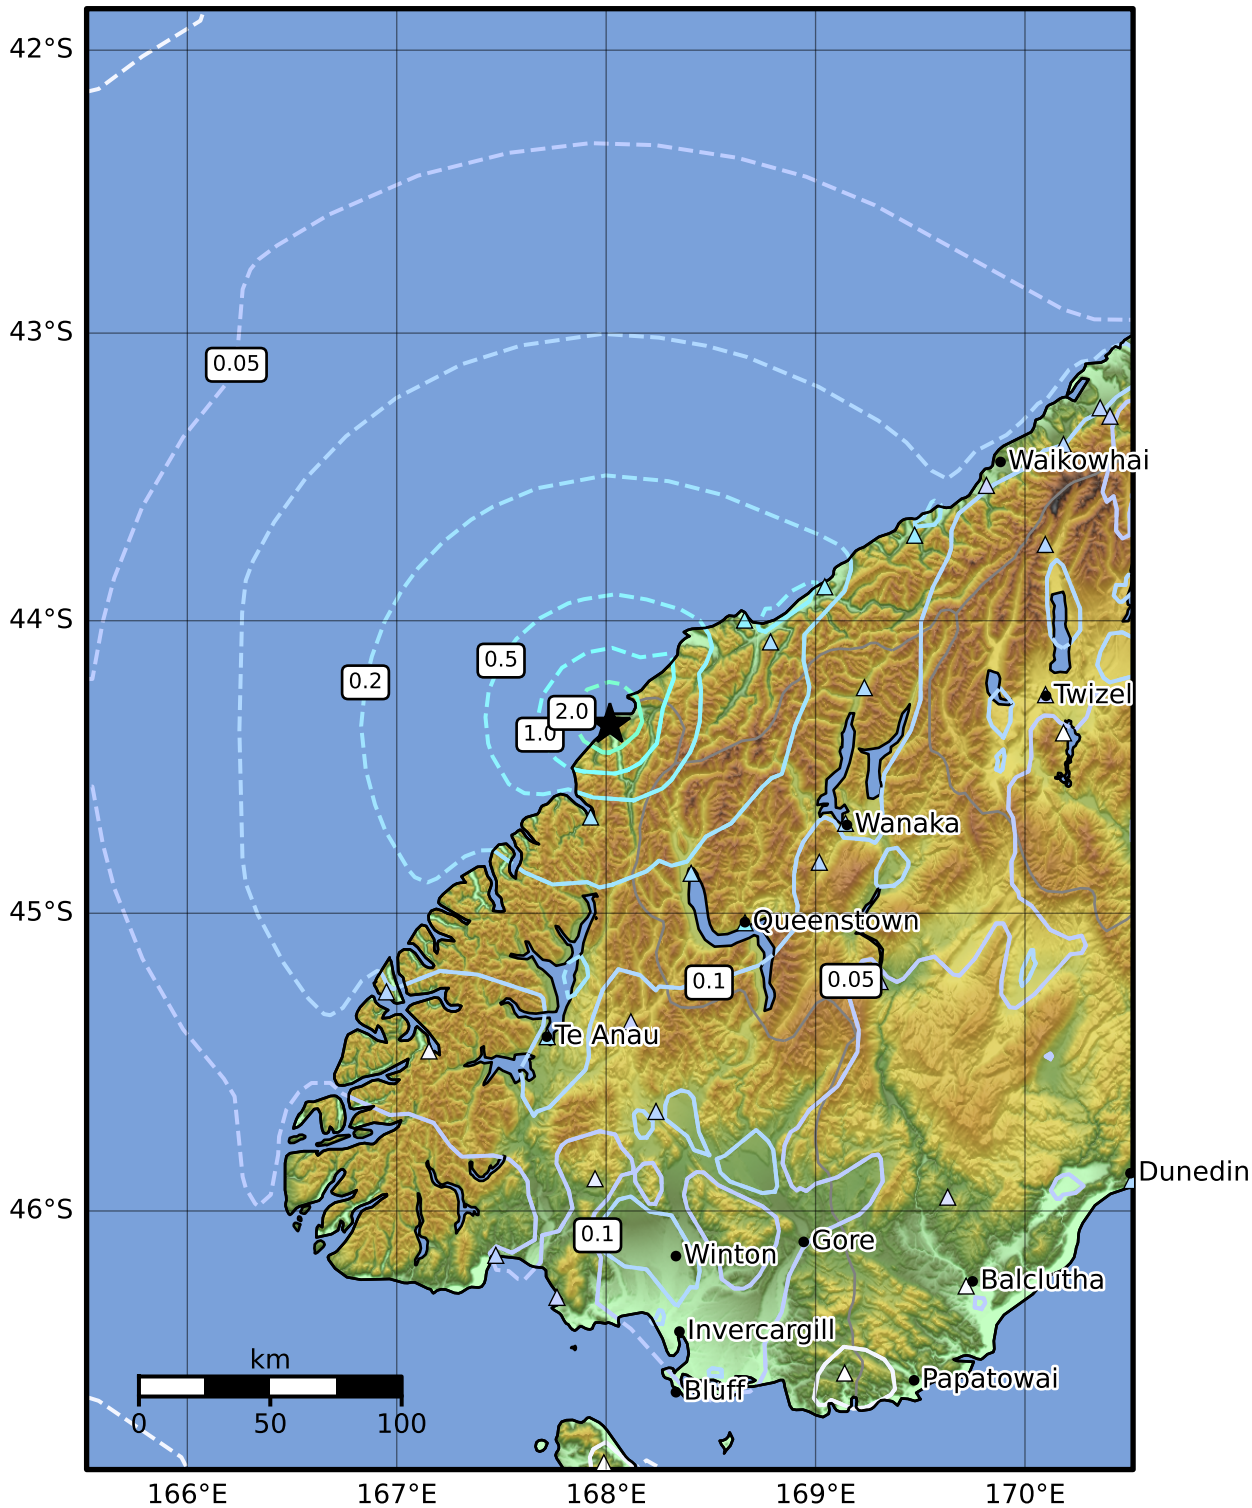 42°S
43°S
0.05
Waikowhai
44°S
0.5
0.2
Twizel
2.0
1.0
Wanaka
45°S
Queenstown
0.1
0.05
Te Anau
Dunedin
46°S
0.1
Winton
Gore
Balclutha
Invercargill
km
Papatowai
Bluff
0
50
100
166°E
167°E
168°E
169°E
170°E